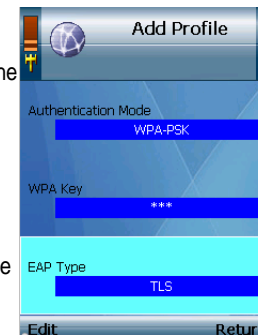 Add Profile
Authentication Mode
WPA-PSK
WPA Key
***
EAP Type
TLS
Edit